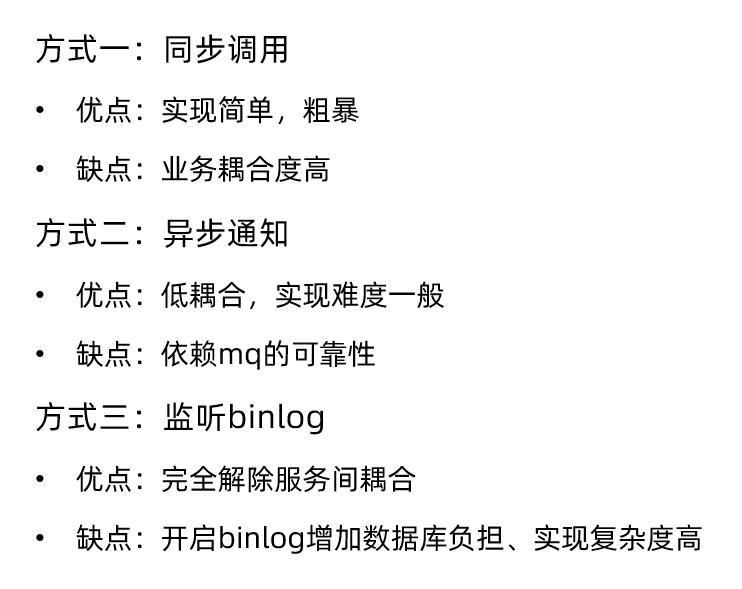 方式一：同步调用
• 优点：实现简单，粗暴
• 缺点：业务耦合度高
方式二：异步通知
• 优点：低耦合，实现难度一般
• 缺点：依赖mq的可靠性
方式三：监听binlog
• 优点：完全解除服务间耦合
• 缺点：开启binlog增加数据库负担、实现复杂度高